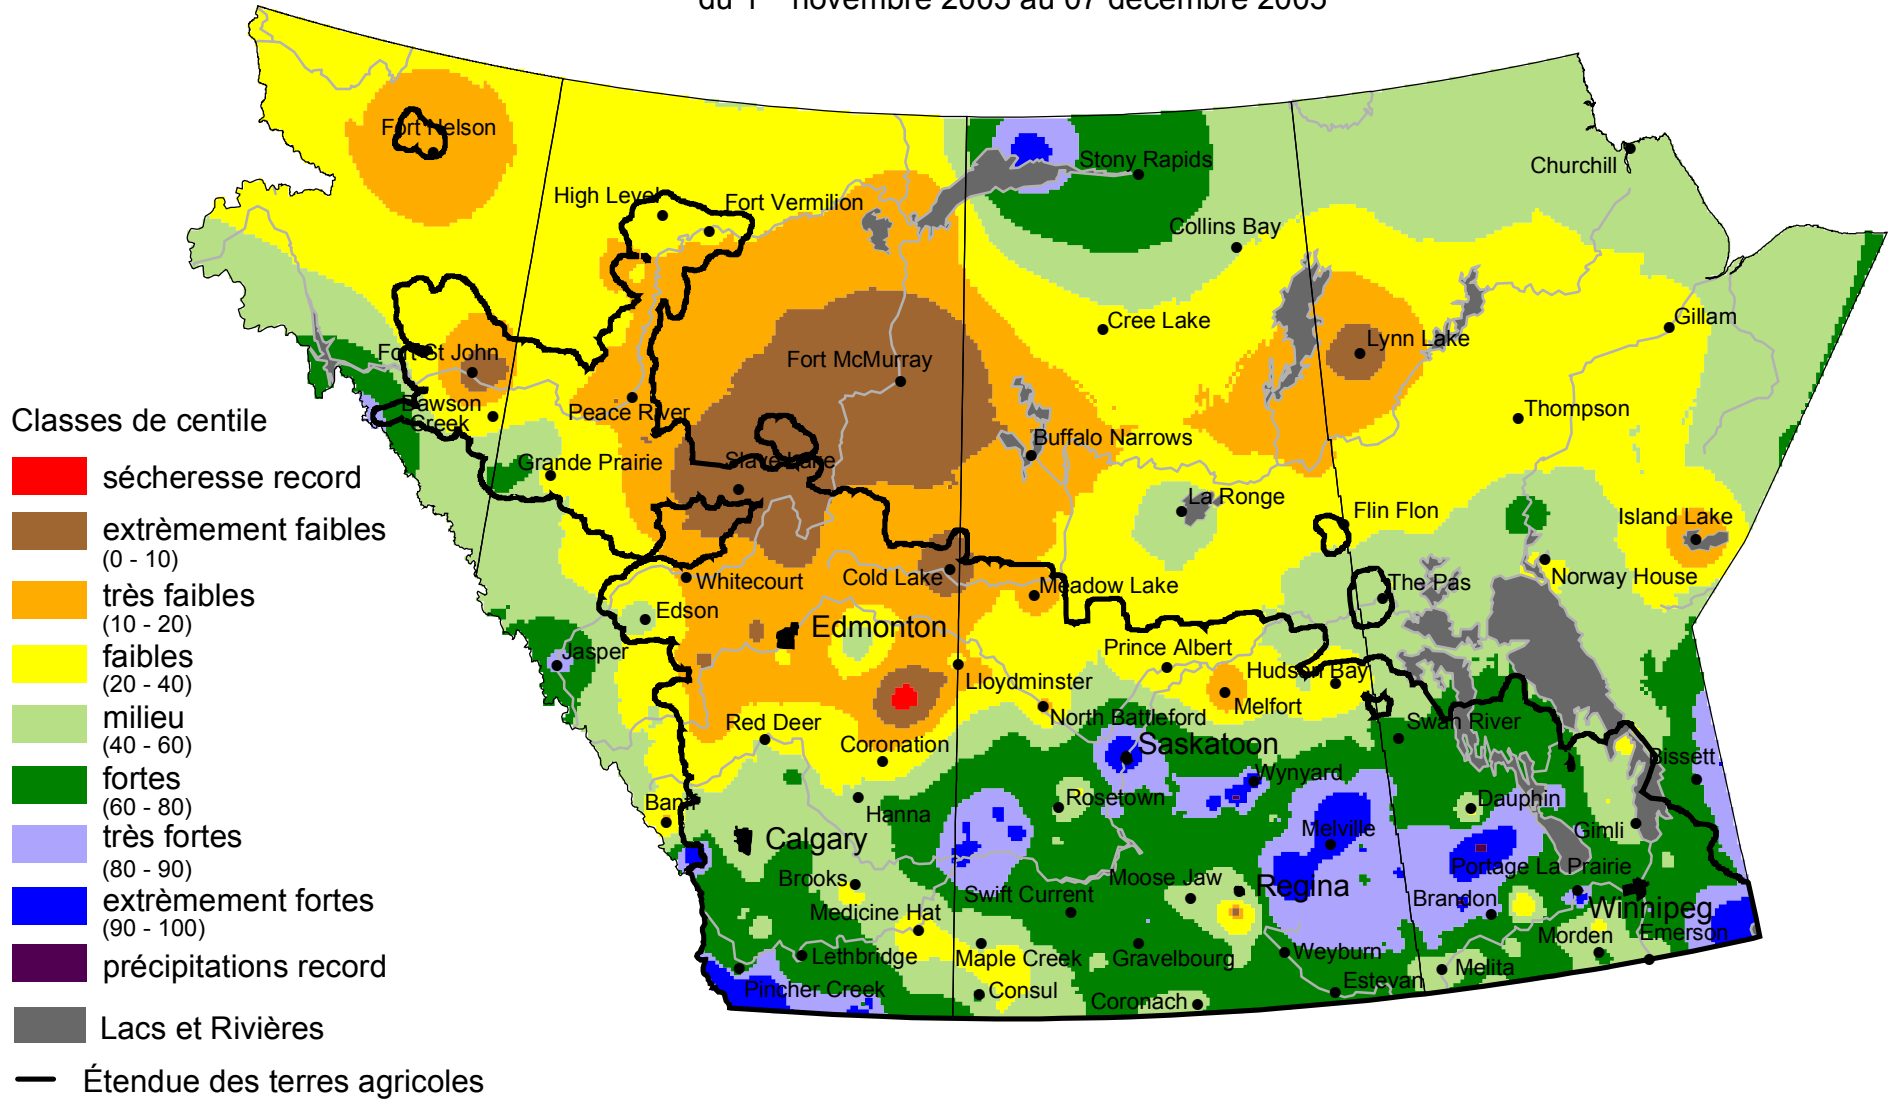 novembre 2005 au 07 décembre 2005
Fort Nelson
High Level
Fort Vermilion
Stony Rapids
Churchill
Collins Bay
Cree Lake
Gillam
Lynn Lake
Fort St John
Fort McMurray
Dawson
Creek
Peace River
Thompson
Buffalo Narrows
Grande Prairie
Slave Lake
La Ronge
Flin Flon
Island Lake
Whitecourt
Cold Lake
Meadow Lake
Norway House
The Pas
Edson
Edmonton
Jasper
Prince Albert
Hudson Bay
Lloydminster
Melfort
North Battleford
Red Deer
Swan River
Coronation
Saskatoon
Bissett
Wynyard
Banff
Hanna
Rosetown
Dauphin
Calgary
Melville
Gimli
Portage La Prairie
Brooks
Moose Jaw
Regina
Swift Current
Brandon
Medicine Hat
Winnipeg
Morden
Emerson
Lethbridge
Maple Creek
Gravelbourg
Weyburn
Melita
Pincher Creek
Consul
Coronach
Estevan
Classes de centile
sécheresse record
extrèmement faibles
(0 - 10)
très faibles
(10 - 20)
faibles
(20 - 40)
milieu
(40 - 60)
fortes
(60 - 80)
très fortes
(80 - 90)
extrèmement fortes
(90 - 100)
précipitations record
Lacs et Rivières
Étendue des terres agricoles